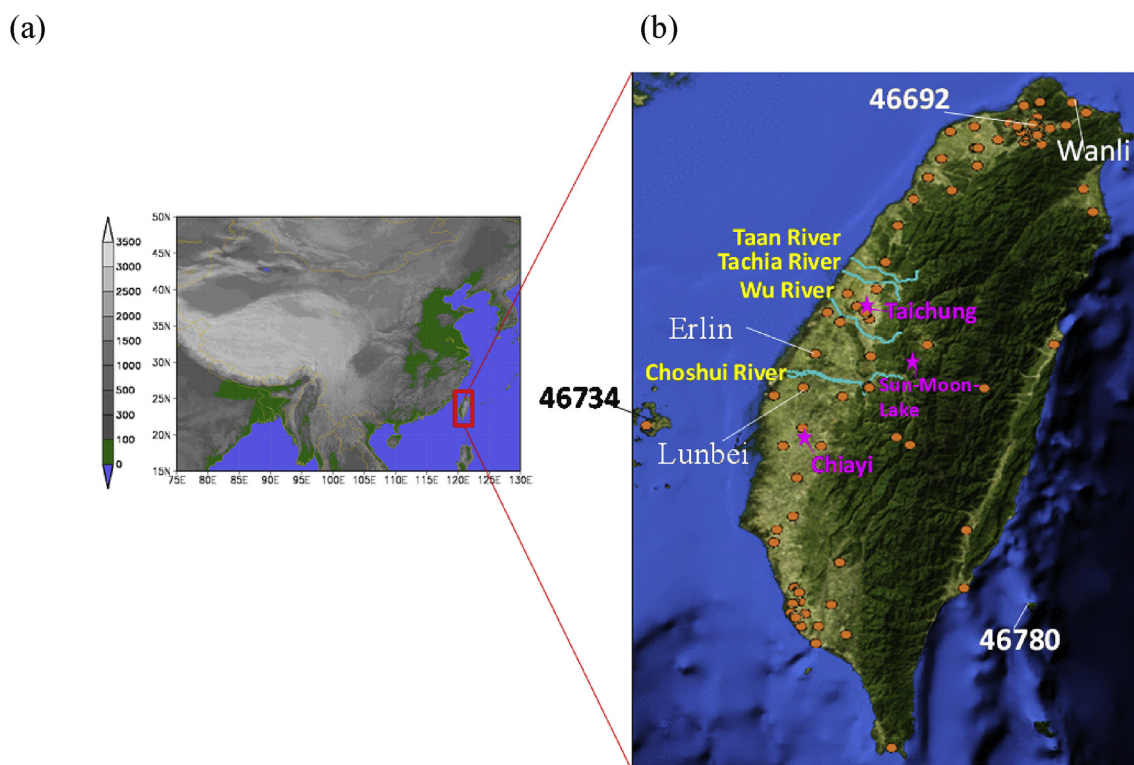 (a)
(b)
46692
Wanli
50N
45N
40N
35N
30N
25N
20N
15N
3500
3000
2500
2000
1500
1000
500
300
100
0
75E 80E 85E 90E 95E 100E 105E 110E 115E 120E 125E 130E
Taan River
Tachia River
Wu River
Taichung
Erlin
Choshui River
Sun-Moon-
Lake
46734
Lunbei
Chiayi
46780